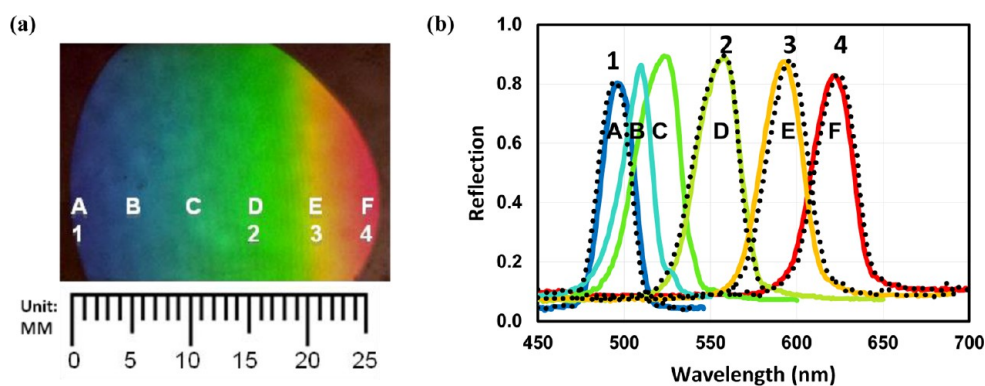 (a)
A B C D E F
1 2 3 4
Unit:
MM
0 5 10 15 20 25
(b)
1.0
0.8
0.6
0.4
0.2
0.0
Reflection
1 2 3 4
A B C D E F
450 500 550 600 650 700
Wavelength (nm)